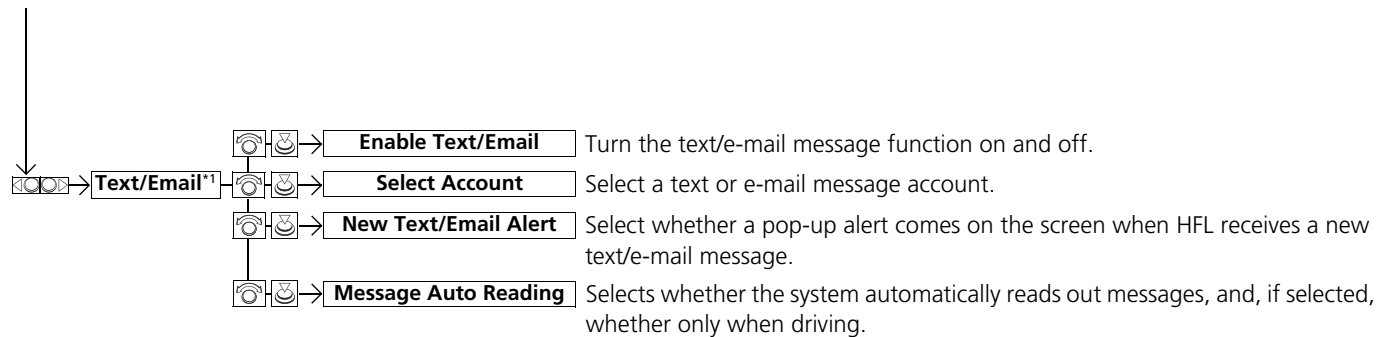 Enable Text/Email Turn the text/e-mail message function on and off.
Text/Email*1
Select Account Select a text or e-mail message account.
New Text/Email Alert Select whether a pop-up alert comes on the screen when HFL receives a new
text/e-mail message.
Message Auto Reading Selects whether the system automatically reads out messages, and, if selected,
whether only when driving.